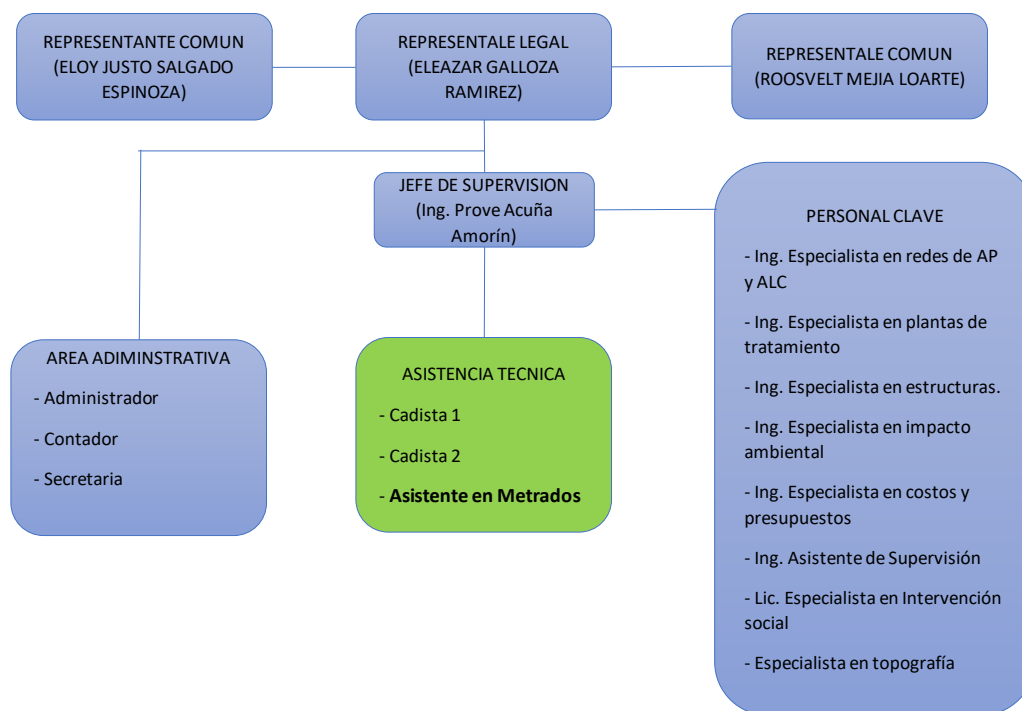 REPRESENTANTE COMUN
(ELOY JUSTO SALGADO
ESPINOZA)
REPRESENTALE LEGAL
(ELEAZAR GALLOZA
RAMIREZ)
REPRESENTALE COMUN
(ROOSVELT MEJIA LOARTE)
JEFE DE SUPERVISION
(Ing. Prove Acuña
Amorín)
AREA ADIMINSTRATIVA
- Administrador
- Contador
- Secretaria
ASISTENCIA TECNICA
- Cadista 1
- Cadista 2
- Asistente en Metrados
PERSONAL CLAVE
- Ing. Especialista en redes de AP
y ALC
- Ing. Especialista en plantas de
tratamiento
- Ing. Especialista en estructuras.
- Ing. Especialista en impacto
ambiental
- Ing. Especialista en costos y
presupuestos
- Ing. Asistente de Supervisión
- Lic. Especialista en Intervención
social
- Especialista en topografía